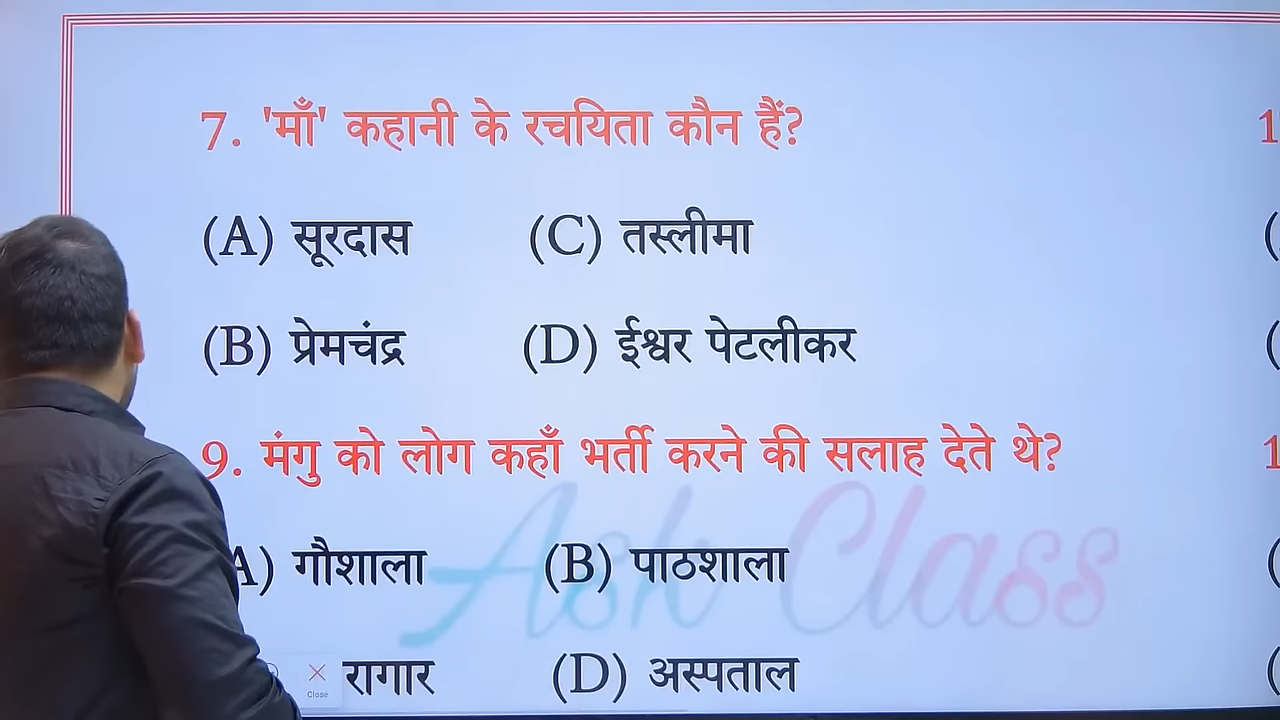 7. 'माँ' कहानी के रचयिता कौन हैं?
(A) सूरदास (C) तस्लीमा
(B) प्रेमचंद्र (D) ईश्वर पेटलीकर
9. मंगु को लोग कहाँ भर्ती करने की सलाह देते थे?
A) गौशाला (B) पाठशाला
Ask Class
रागार (D) अस्पताल
Close